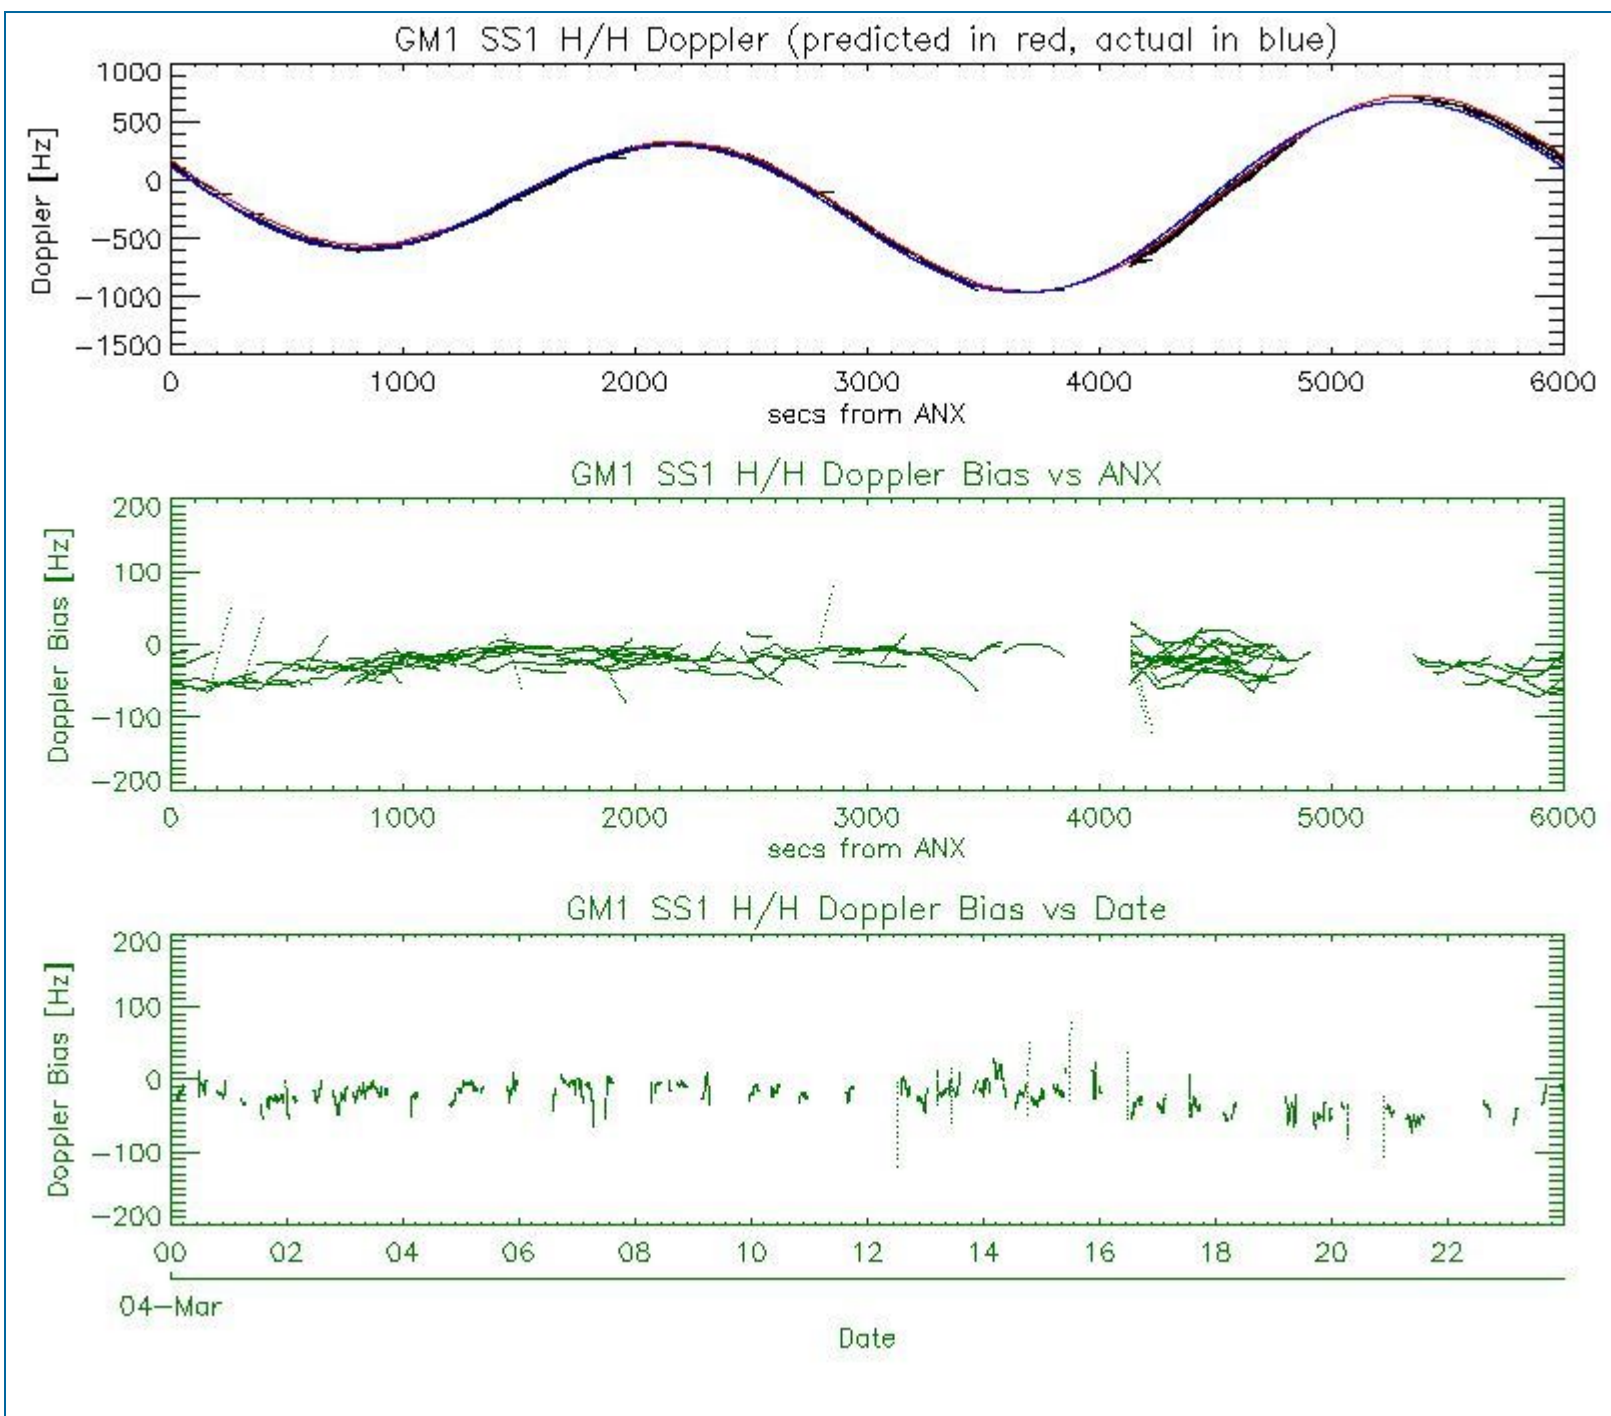 GM1 SS1 H/H Doppler (predicted in red, actual in blue)
1000
500
0
-500
-1000
-1500
Doppler [Hz]
0 1000 2000 3000 4000 5000 6000
secs from ANX
GM1 SS1 H/H Doppler Bias vs ANX
200
100
0
-100
-200
Doppler Bias [Hz]
0 1000 2000 3000 4000 5000 6000
secs from ANX
GM1 SS1 H/H Doppler Bias vs Date
200
100
0
-100
-200
Doppler Bias [Hz]
00 02 04 06 08 10 12 14 16 18 20 22
04-Mar
Date